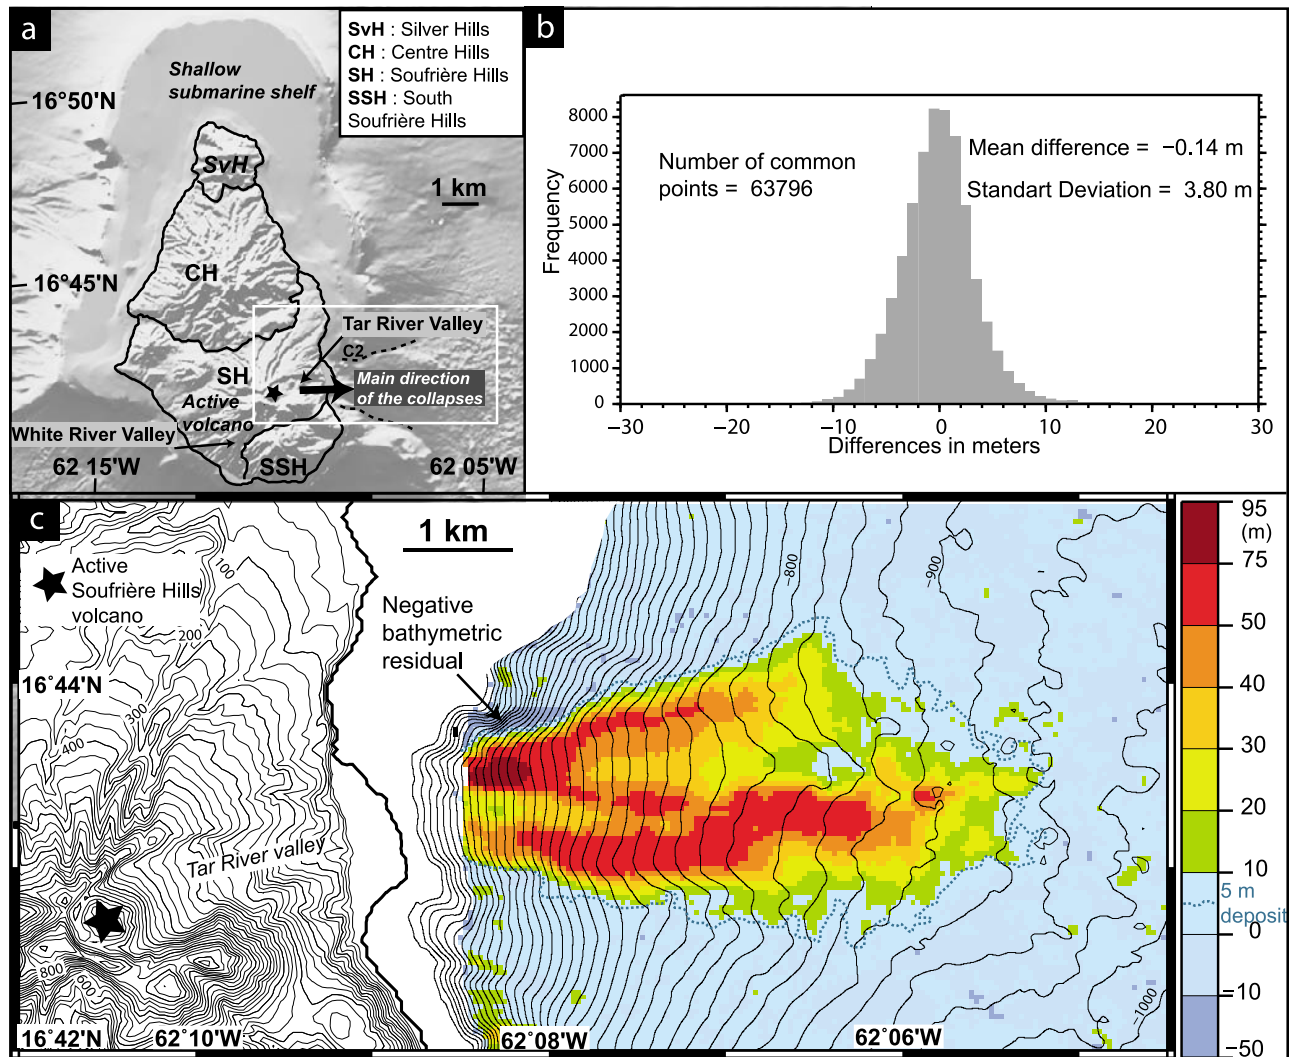 a
SvH : Silver Hills
CH : Centre Hills
SH : Soufrière Hills
SSH : South
Soufrière Hills
Shallow
submarine shelf
16°50'N
SvH
1 km
CH
16°45'N
Tar River Valley
C2
SH
Main direction
of the collapses
Active
volcano
White River Valley
SSH
62 15'W
62 05'W
b
8000
7000
6000
5000
4000
3000
2000
1000
0
Frequency
Number of common
points = 63796
Mean difference = −0.14 m
Standart Deviation = 3.80 m
−30
−20
−10
0
10
20
30
Differences in meters
c
1 km
Active
Soufrière Hills
volcano
100
200
300
400
800
600
Negative
bathymetric
residual
−800
−900
−1000
16°44'N
Tar River valley
16°42'N
62°10'W
62°08'W
62°06'W
95
(m)
75
50
40
30
20
10
5 m
deposit
0
−10
−50